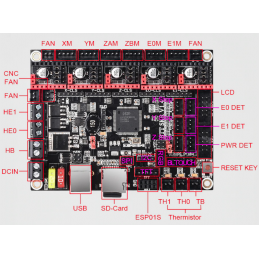 FAN XM YM ZAM ZBM E0M E1M FAN
CNC
FAN
FAN
LCD
HE1
E0 DET
HE0
E1 DET
HB
PWR DET
DCIN
BLTOUCH
RESET KEY
USB
SD-Card
ESP01S
TH1 TH0 TB
Thermistor